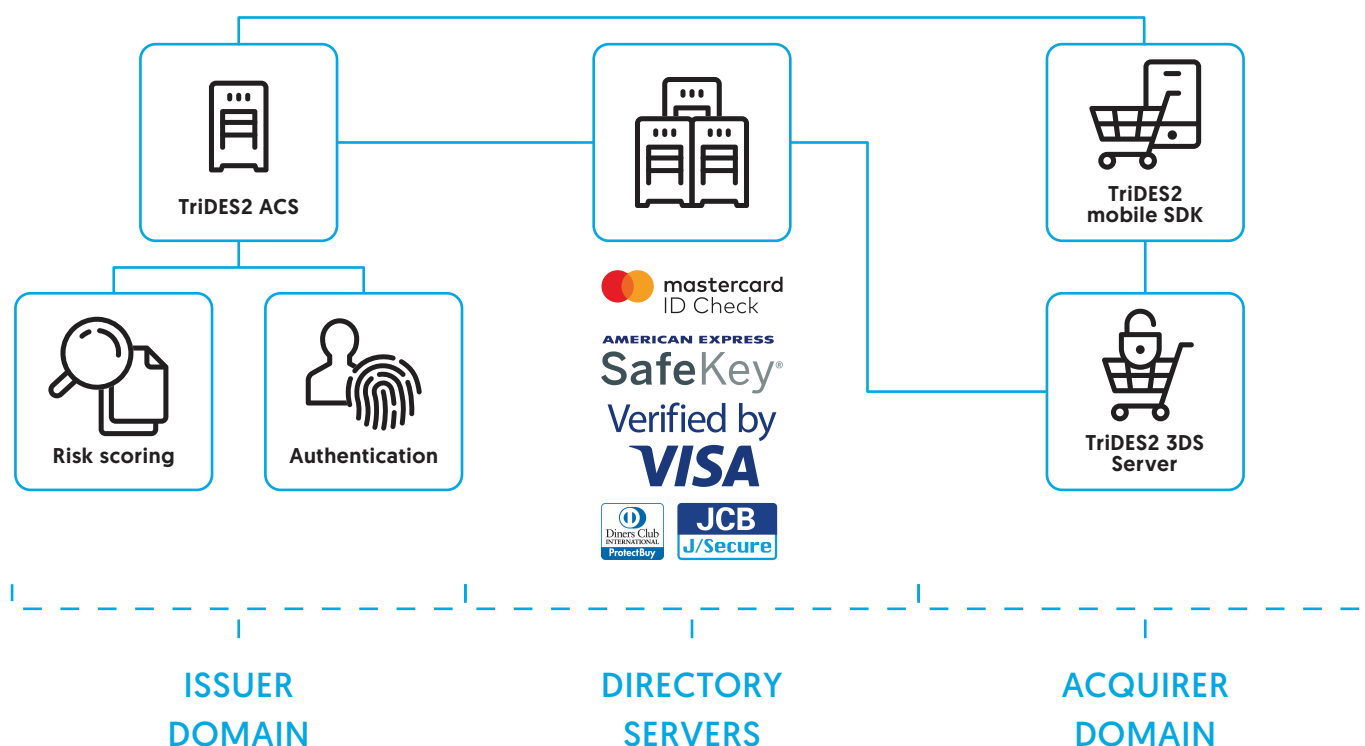 TriDES2 ACS
TriDES2
mobile SDK
Risk scoring
Authentication
mastercard
ID Check
AMERICAN EXPRESS
SafeKey®
Verified by
VISA
Diners Club
INTERNATIONAL
ProtectBuy
JCB
J/Secure
TriDES2 3DS
Server
ISSUER
DOMAIN
DIRECTORY
SERVERS
ACQUIRER
DOMAIN